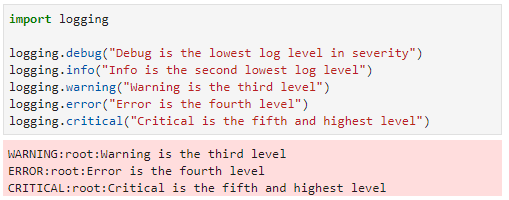 import logging
logging.debug("Debug is the lowest log level in severity")
logging.info("Info is the second lowest log level")
logging.warning("Warning is the third level")
logging.error("Error is the fourth level")
logging.critical("Critical is the fifth and highest level")
WARNING:root:Warning is the third level
ERROR:root:Error is the fourth level
CRITICAL:root:Critical is the fifth and highest level